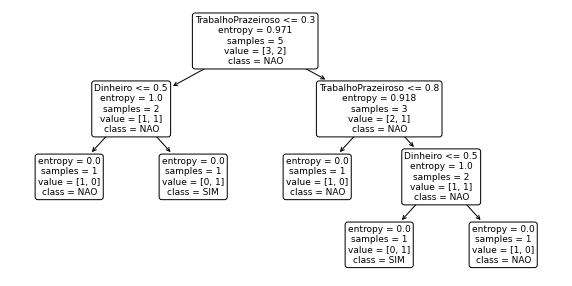 TrabalhoPrazeiroso <= 0.3
entropy = 0.971
samples = 5
value = [3, 2]
class = NAO
Dinheiro <= 0.5
entropy = 1.0
samples = 2
value = [1, 1]
class = NAO
TrabalhoPrazeiroso <= 0.8
entropy = 0.918
samples = 3
value = [2, 1]
class = NAO
entropy = 0.0
samples = 1
value = [1, 0]
class = NAO
entropy = 0.0
samples = 1
value = [0, 1]
class = SIM
entropy = 0.0
samples = 1
value = [1, 0]
class = NAO
Dinheiro <= 0.5
entropy = 1.0
samples = 2
value = [1, 1]
class = NAO
entropy = 0.0
samples = 1
value = [0, 1]
class = SIM
entropy = 0.0
samples = 1
value = [1, 0]
class = NAO